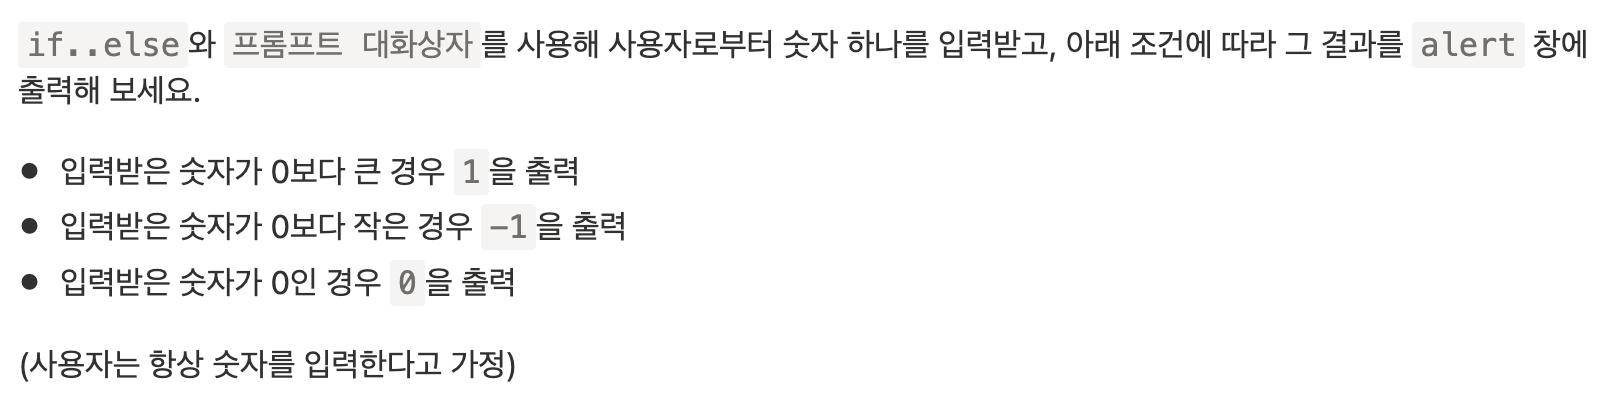 if..else와 프롬프트 대화상자를 사용해 사용자로부터 숫자 하나를 입력받고, 아래 조건에 따라 그 결과를 alert 창에
출력해 보세요.
● 입력받은 숫자가 0보다 큰 경우 1을 출력
● 입력받은 숫자가 0보다 작은 경우 -1을 출력
● 입력받은 숫자가 0인 경우 0을 출력
(사용자는 항상 숫자를 입력한다고 가정)